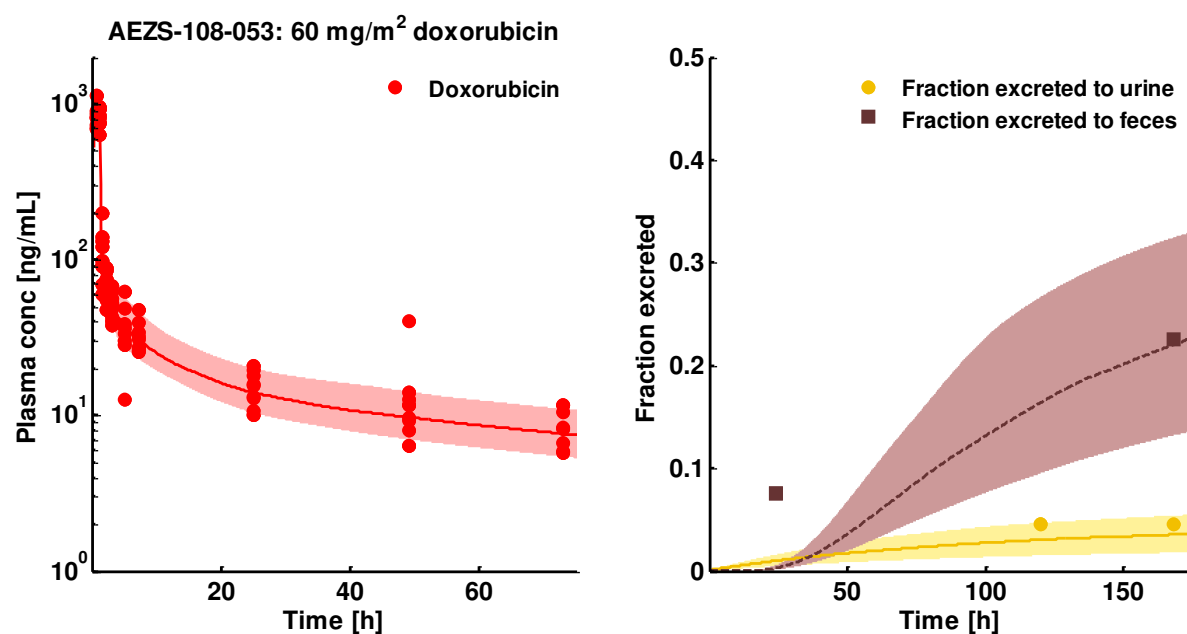 AEZS-108-053: 60 mg/m² doxorubicin
Doxorubicin
Plasma conc [ng/mL]
10³
10²
10¹
10⁰
20
40
60
Time [h]
Fraction excreted to urine
Fraction excreted to feces
Fraction excreted
0.5
0.4
0.3
0.2
0.1
0
50
100
150
Time [h]